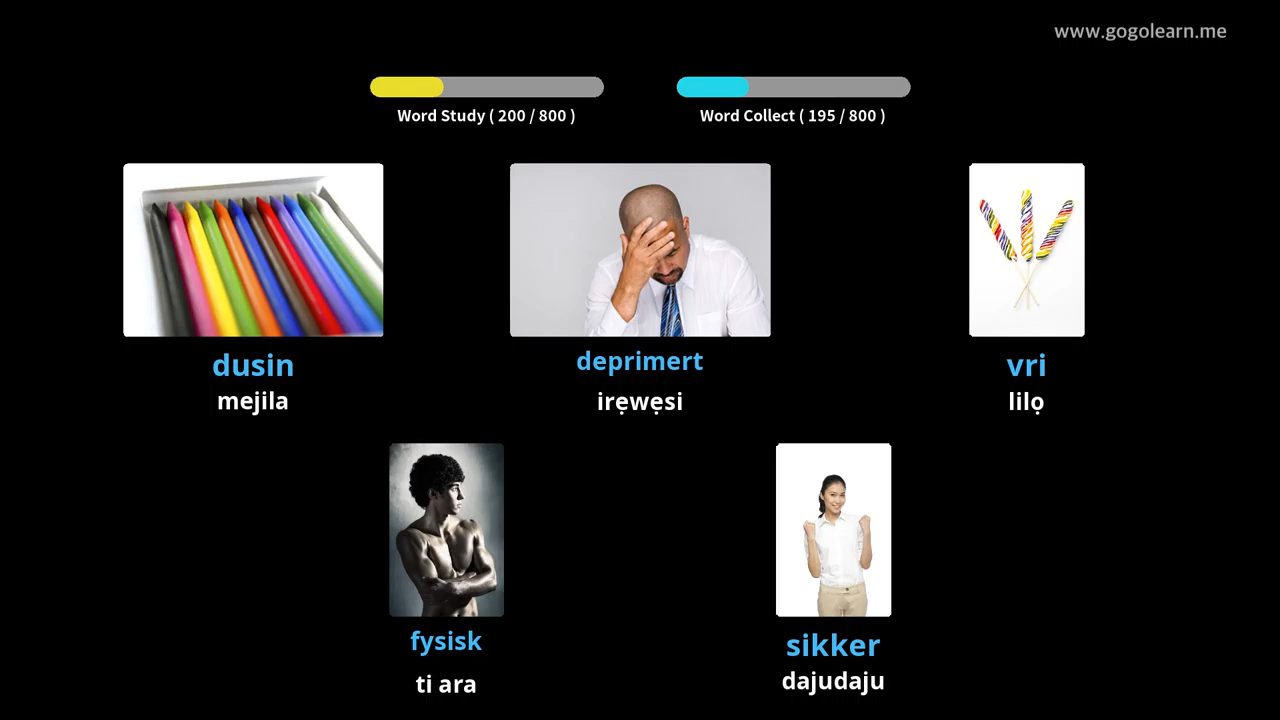 www.gogolearn.me
Word Study ( 200 / 800 )
Word Collect ( 195 / 800 )
dusin
mejila
deprimert
irẹwẹsi
vri
lilọ
fysisk
ti ara
sikker
dajudaju